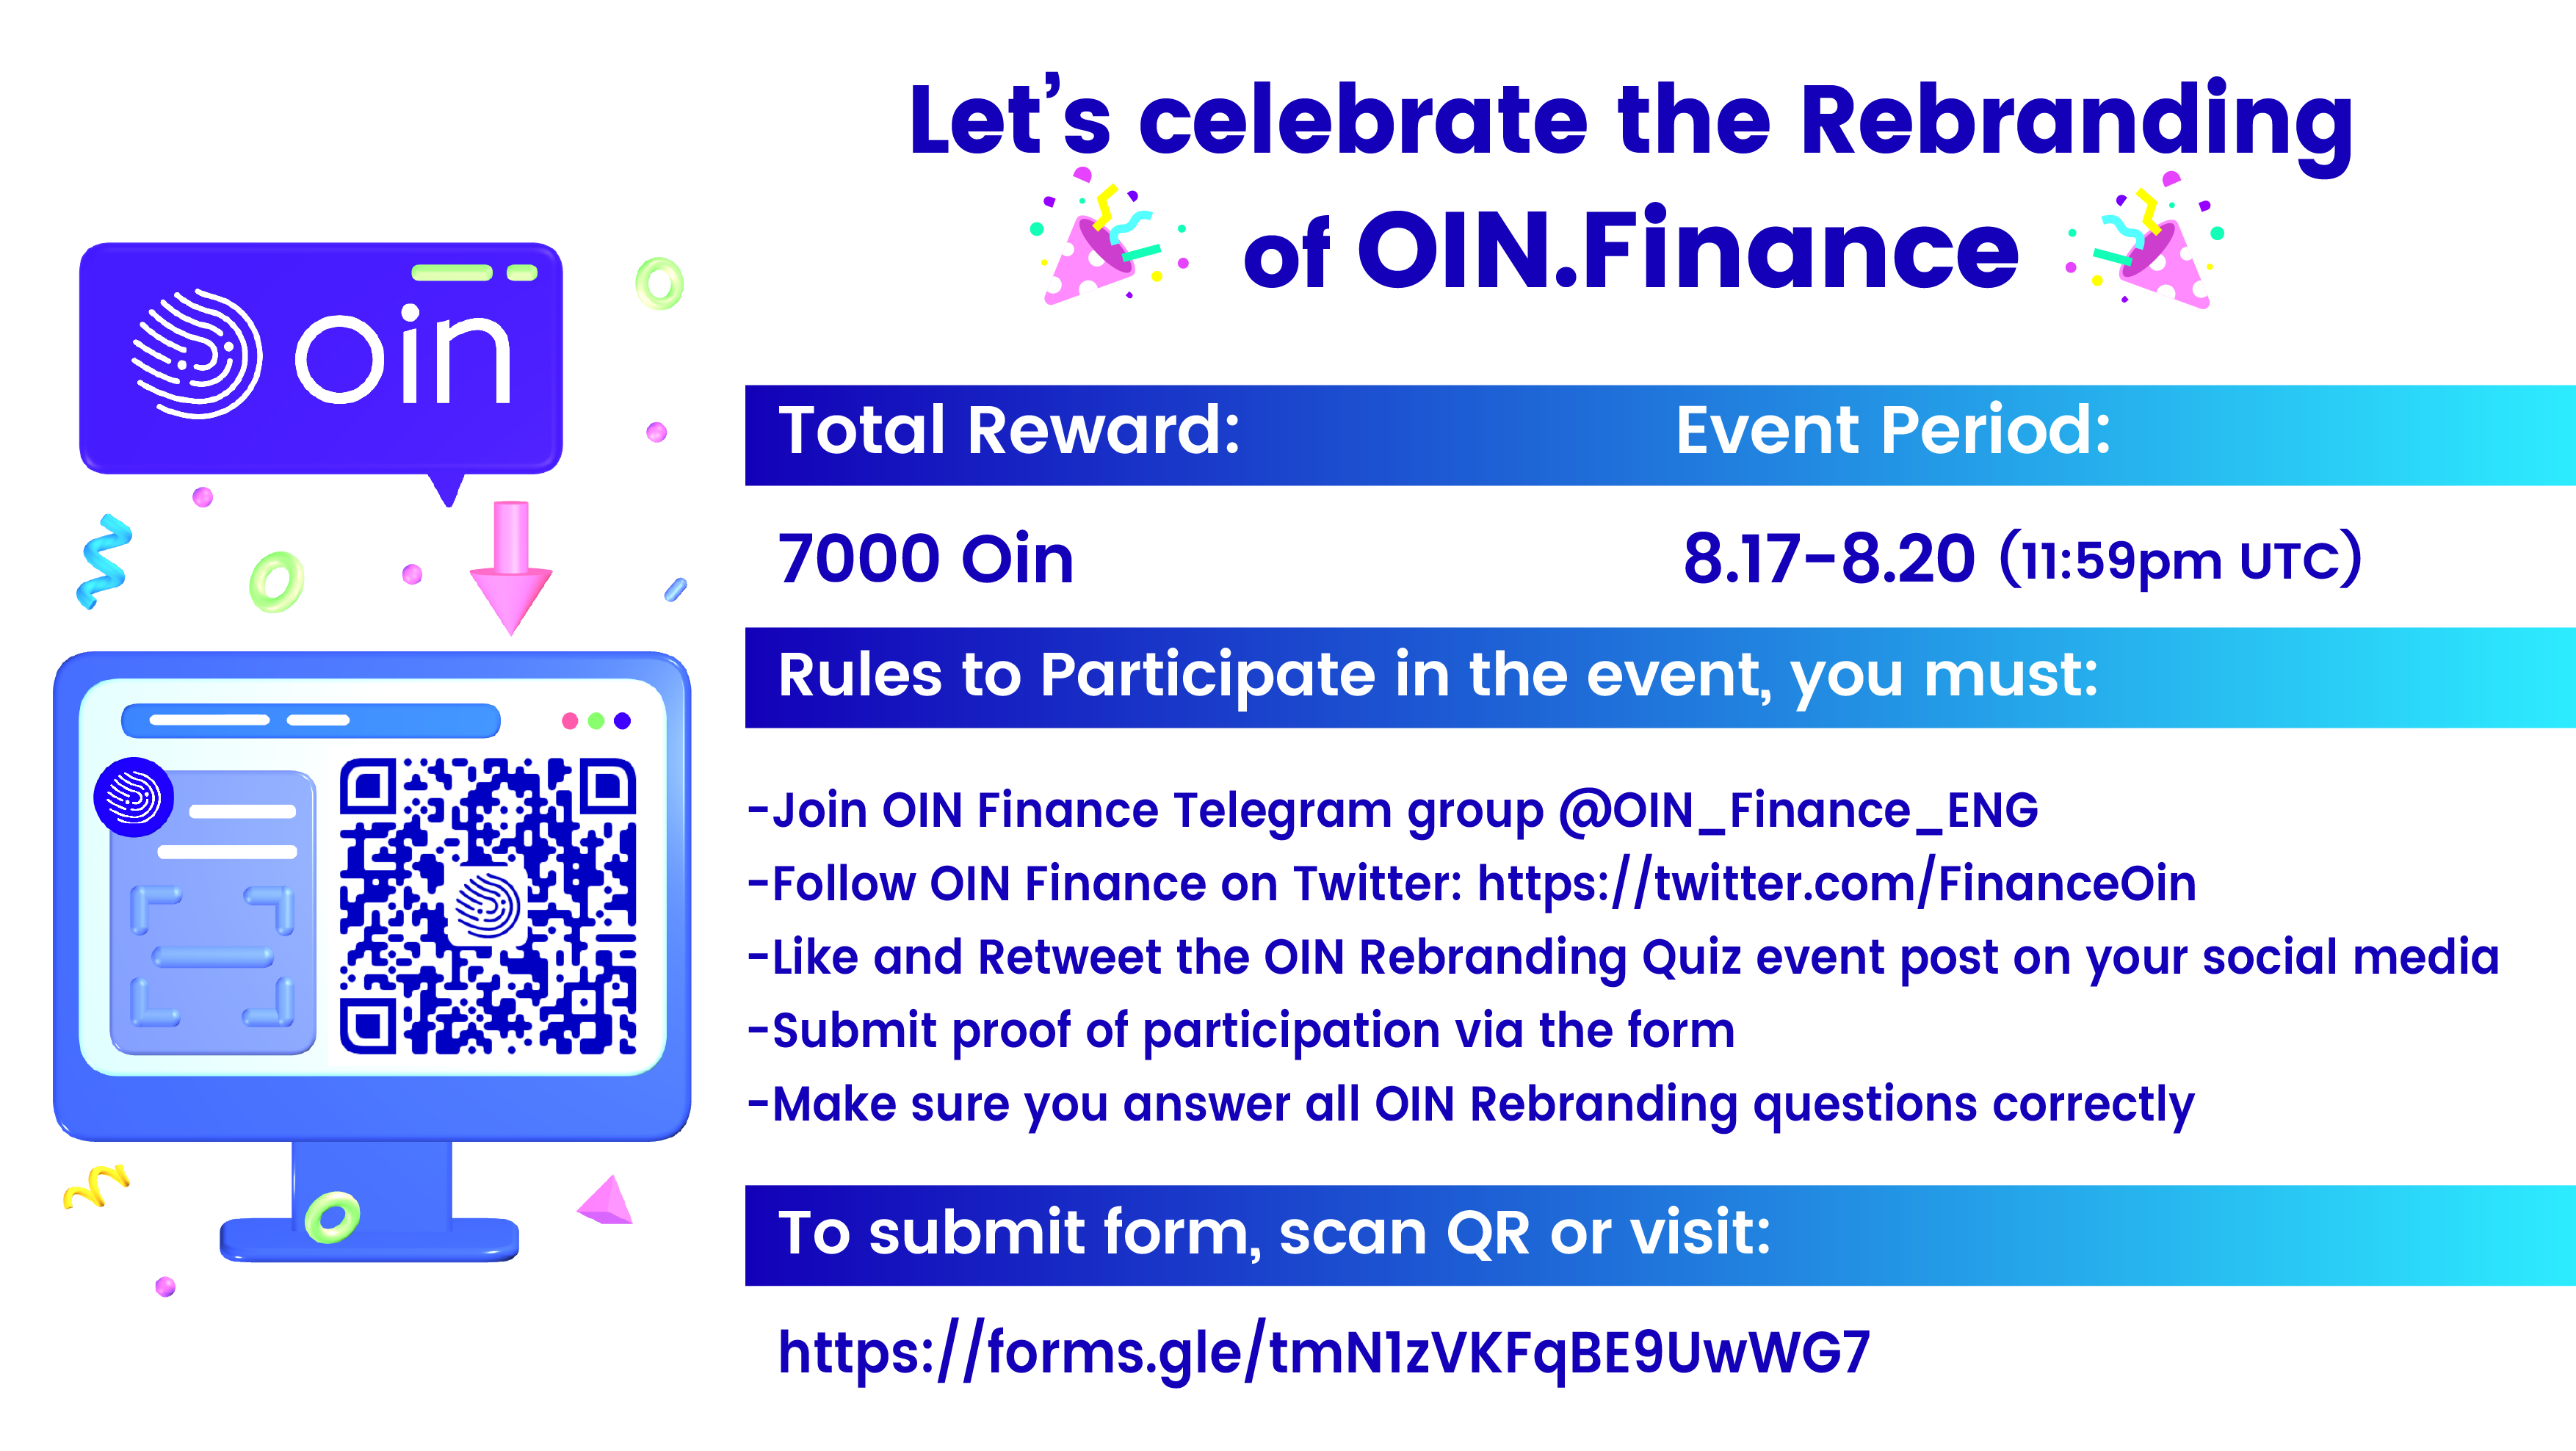 Let’s celebrate the Rebranding
of OIN.Finance
oin
Total Reward:
Event Period:
7000 Oin
8.17-8.20 (11:59pm UTC)
Rules to Participate in the event, you must:
-Join OIN Finance Telegram group @OIN_Finance_ENG
-Follow OIN Finance on Twitter: https://twitter.com/FinanceOin
-Like and Retweet the OIN Rebranding Quiz event post on your social media
-Submit proof of participation via the form
-Make sure you answer all OIN Rebranding questions correctly
To submit form, scan QR or visit:
https://forms.gle/tmN1zVKFqBE9UwWG7